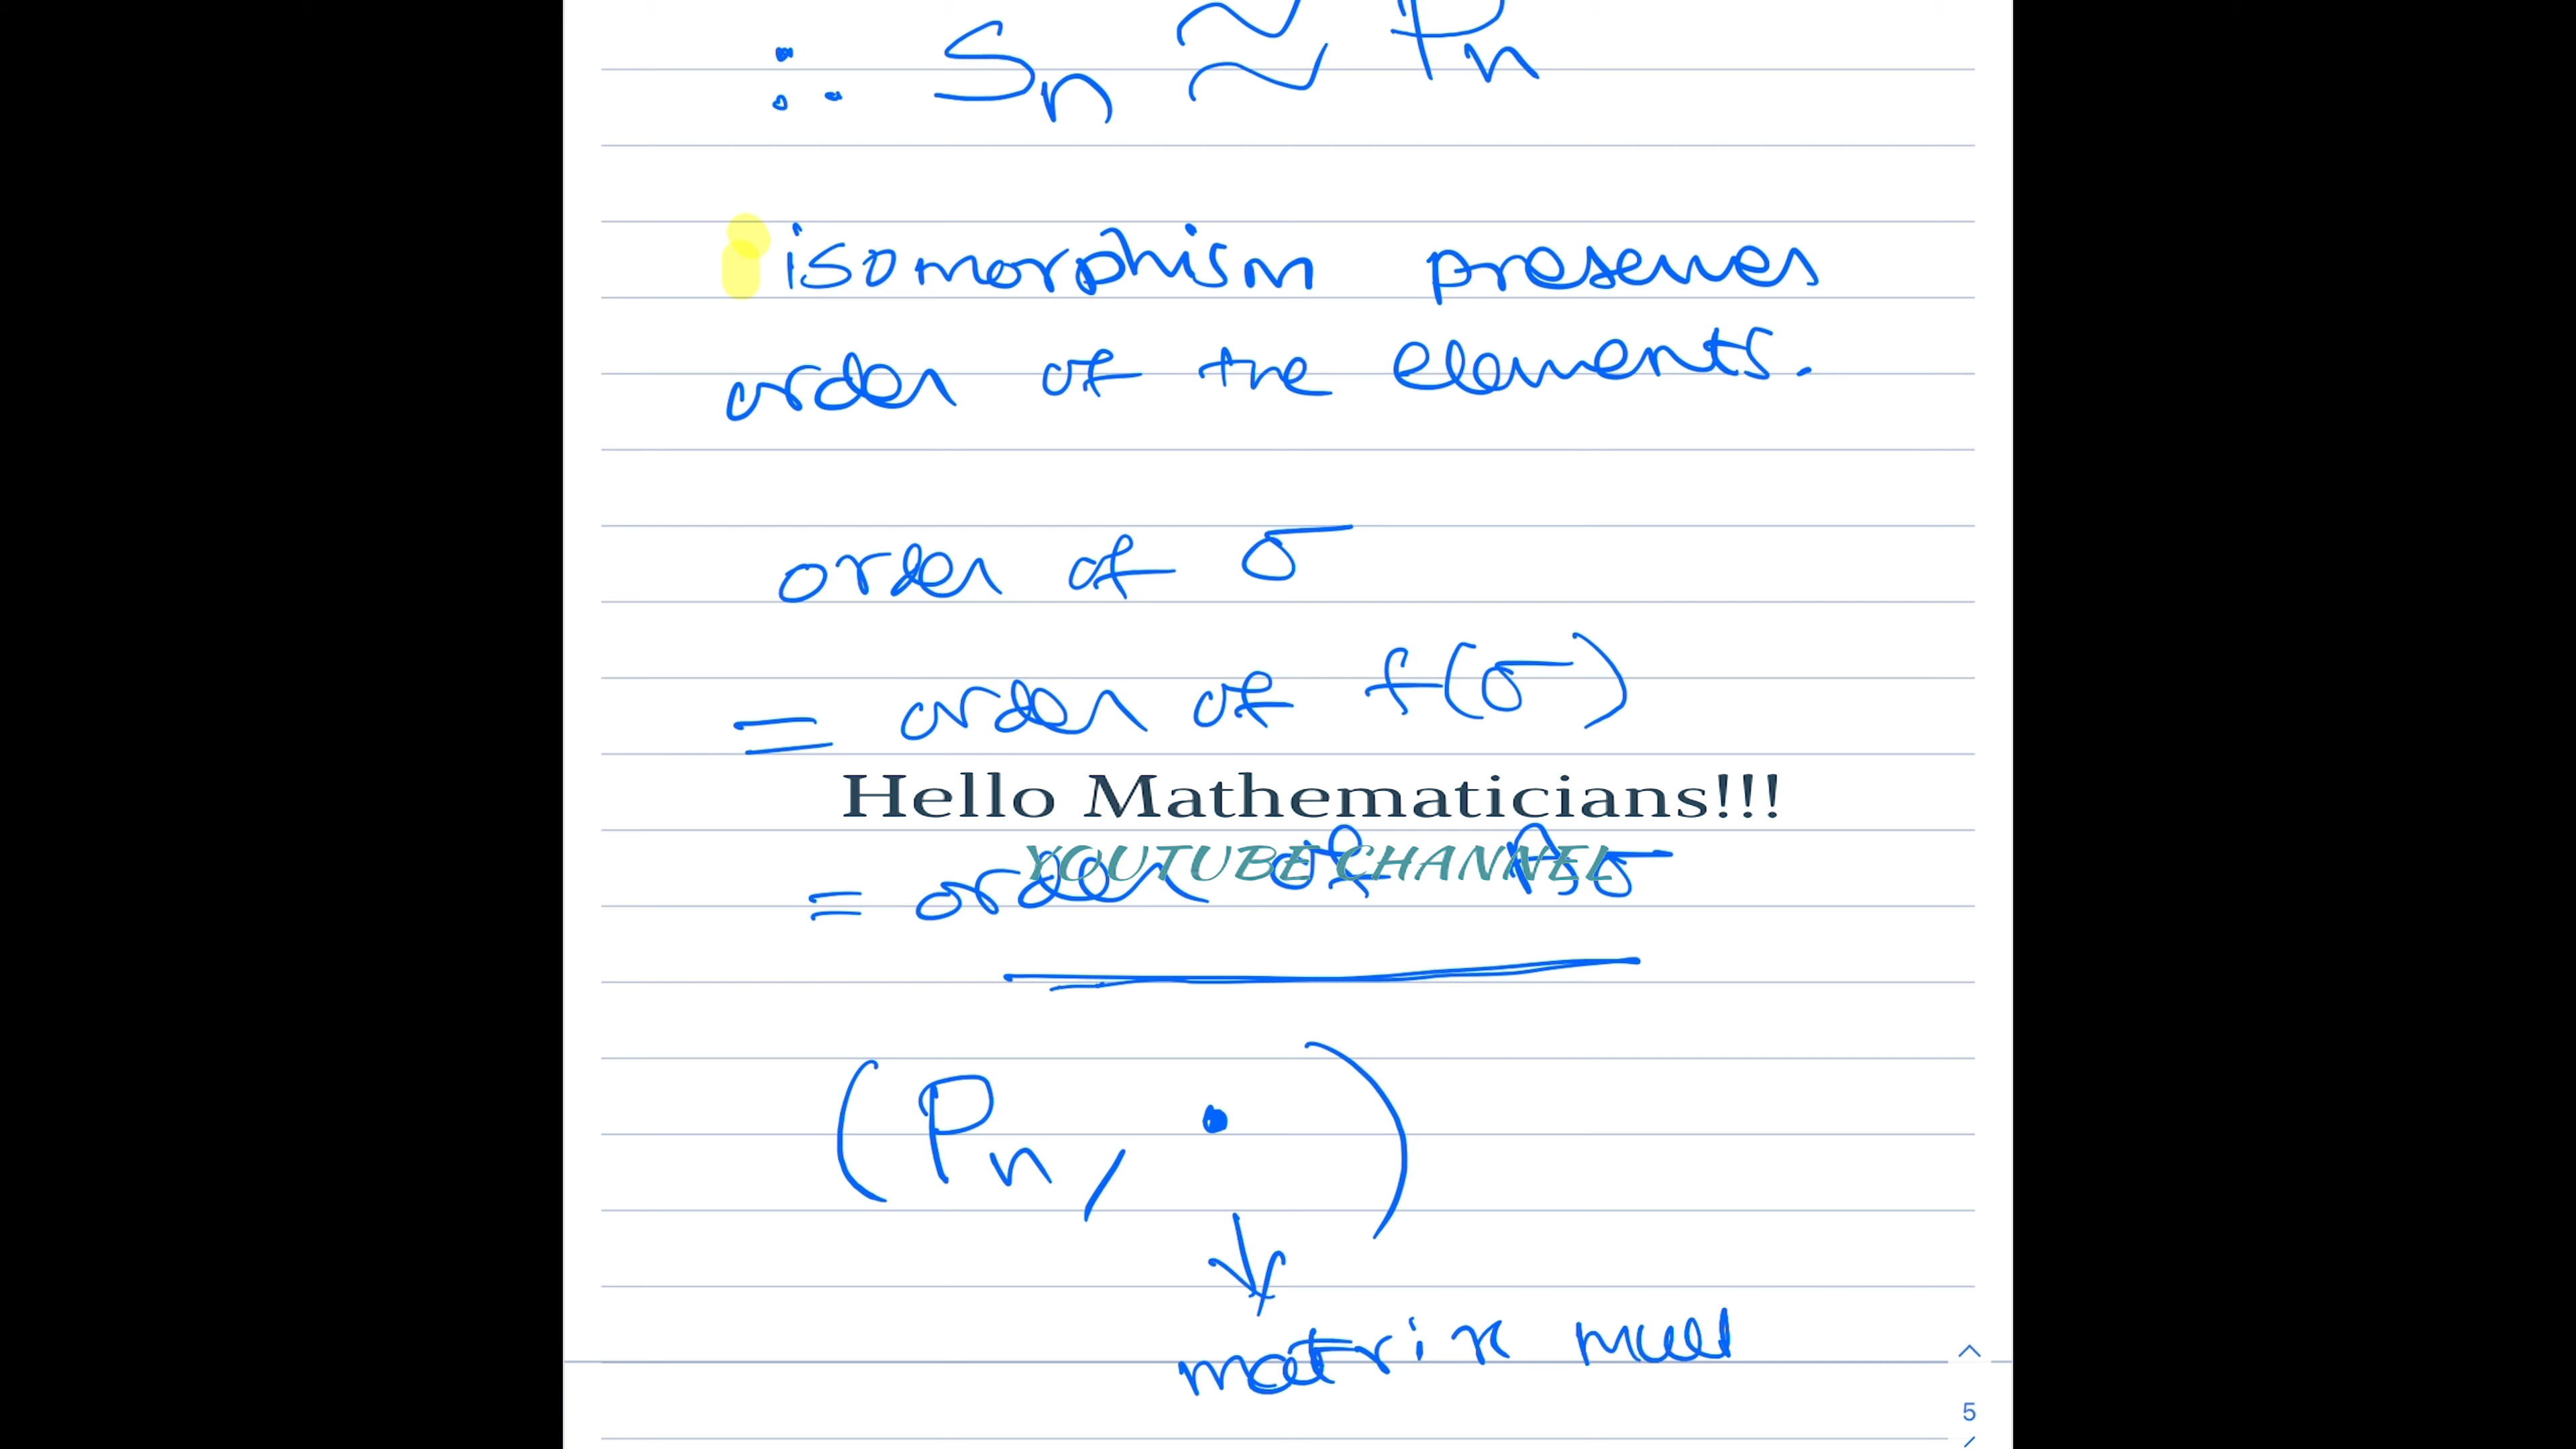 ∴ Sn ≈ Pn
isomorphism preserves
order of the elements.
order of σ
= order of f(σ)
Hello Mathematicians!!!
YOUTUBE CHANNEL
= order of Pσ
(Pn, •)
↓
matrix mul
5